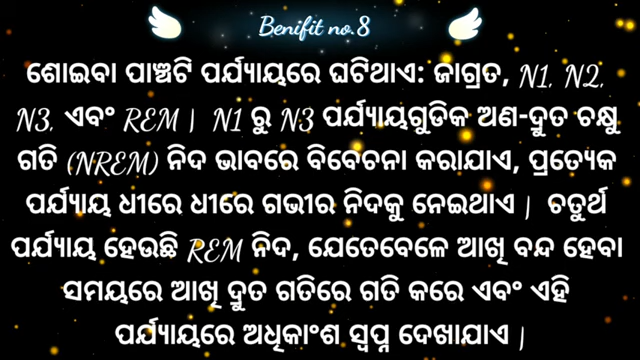 Benifit no.8
ଶୋଇବା ପାଞ୍ଚଟି ପର୍ଯ୍ୟାୟରେ ଘଟିଥାଏ: ଜାଗ୍ରତ, N1, N2,
N3, ଏବଂ REM | N1 ରୁ N3 ପର୍ଯ୍ୟାୟଗୁଡିକ ଅଣ-ଦ୍ରୁତ ଚକ୍ଷୁ
ଗତି (NREM) ନିଦ ଭାବରେ ବିବେଚନା କରାଯାଏ, ପ୍ରତ୍ୟେକ
ପର୍ଯ୍ୟାୟ ଧୀରେ ଧୀରେ ଗଭୀର ନିଦକୁ ନେଇଥାଏ | ଚତୁର୍ଥ
ପର୍ଯ୍ୟାୟ ହେଉଛି REM ନିଦ, ଯେତେବେଳେ ଆଖି ବନ୍ଦ ହେବା
ସମୟରେ ଆଖି ଦ୍ରୁତ ଗତିରେ ଗତି କରେ ଏବଂ ଏହି
ପର୍ଯ୍ୟାୟରେ ଅଧିକାଂଶ ସ୍ୱପ୍ନ ଦେଖାଯାଏ |